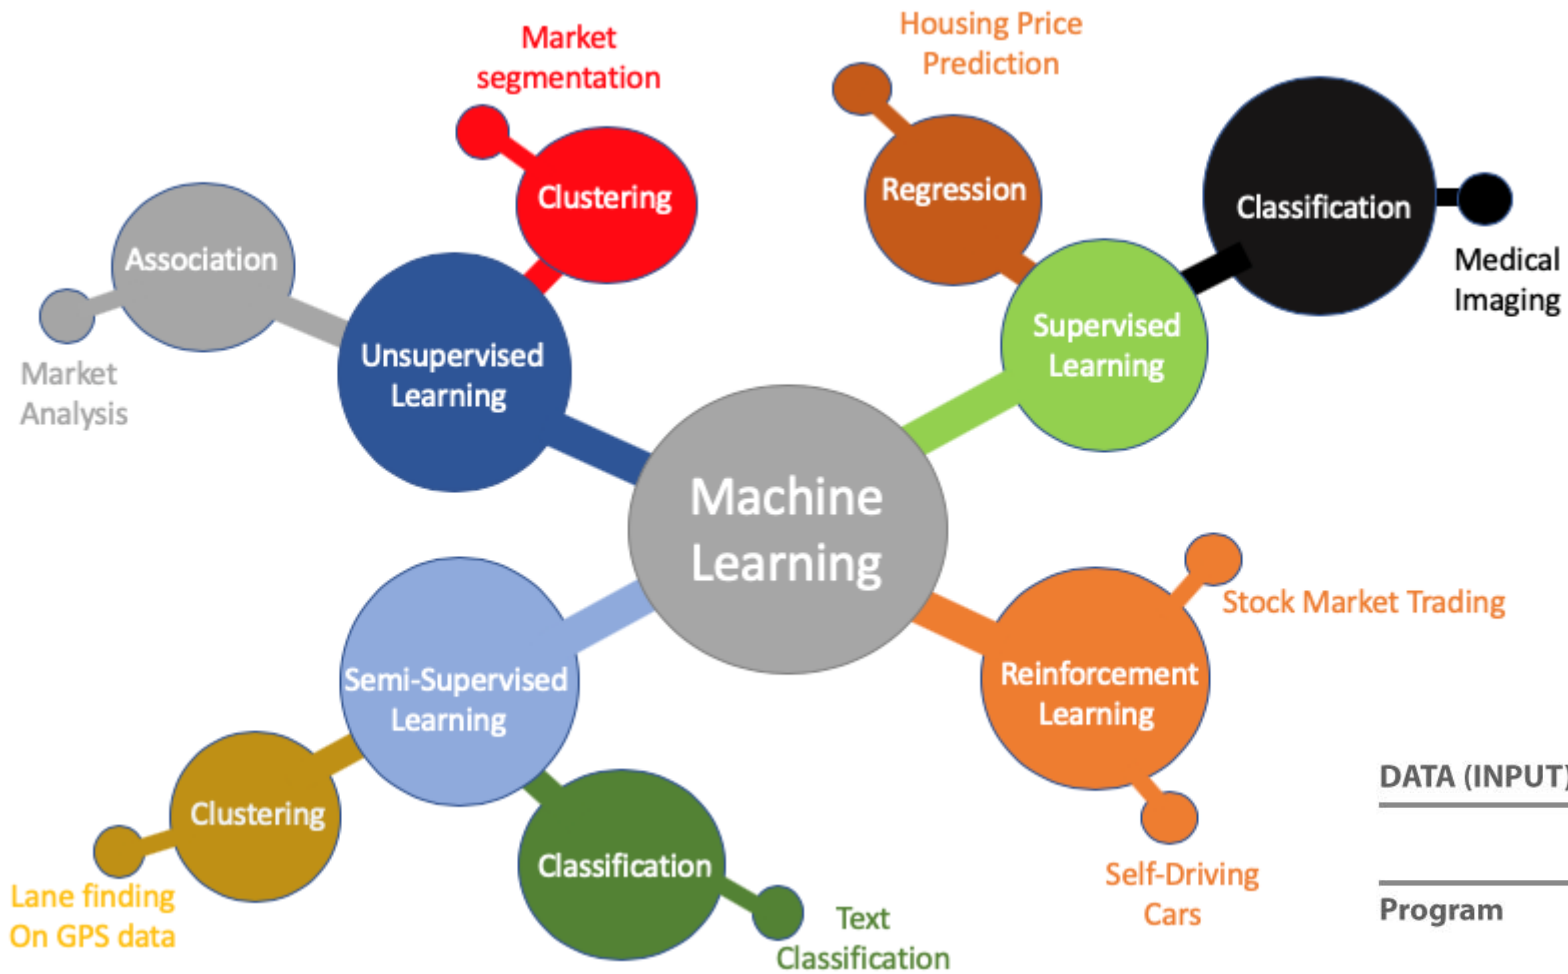 Market
segmentation
Housing Price
Prediction
Clustering
Regression
Classification
Association
Medical
Imaging
Unsupervised
Learning
Supervised
Learning
Market
Analysis
Machine
Learning
Stock Market Trading
Semi-Supervised
Learning
Reinforcement
Learning
DATA (INPUT)
Clustering
Classification
Self-Driving
Cars
Lane finding
On GPS data
Program
Text
Classification